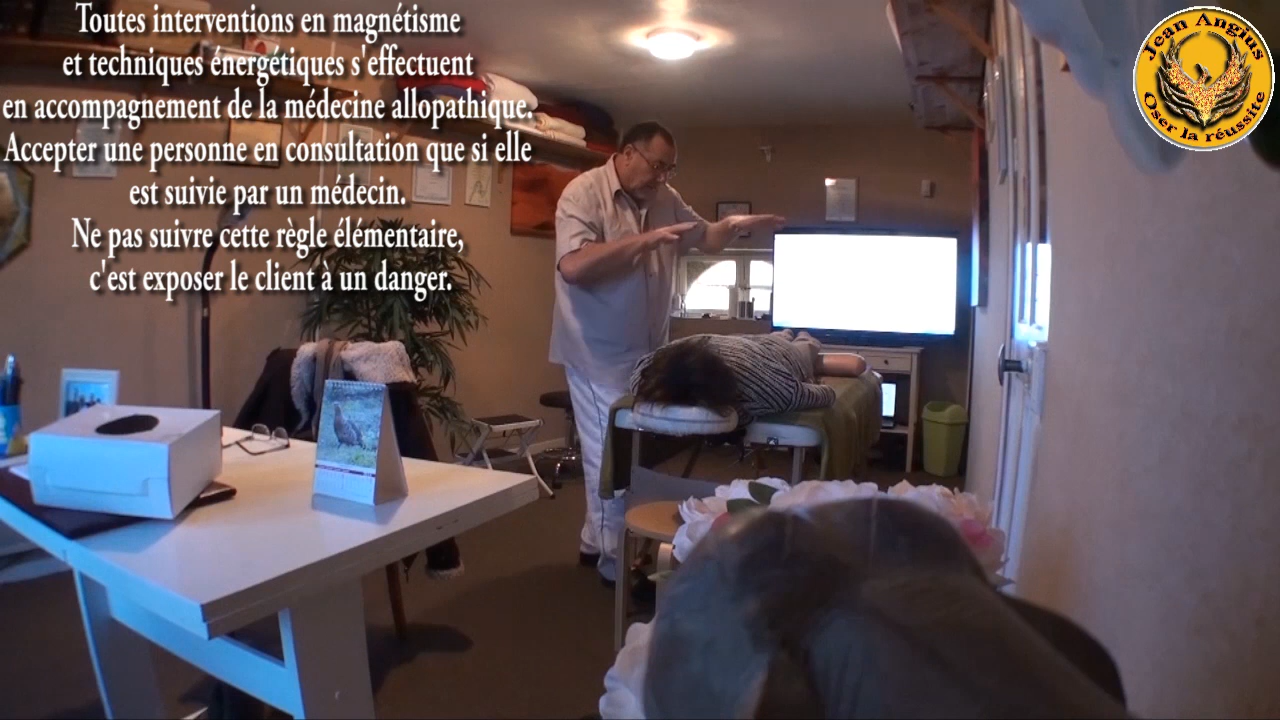 Toutes interventions en magnétisme
et techniques énergétiques s'effectuent
en accompagnement de la médecine allopathique.
Accepter une personne en consultation que si elle
est suivie par un médecin.
Ne pas suivre cette règle élémentaire,
c'est exposer le client à un danger.
Jean Angius
Oser la réussite